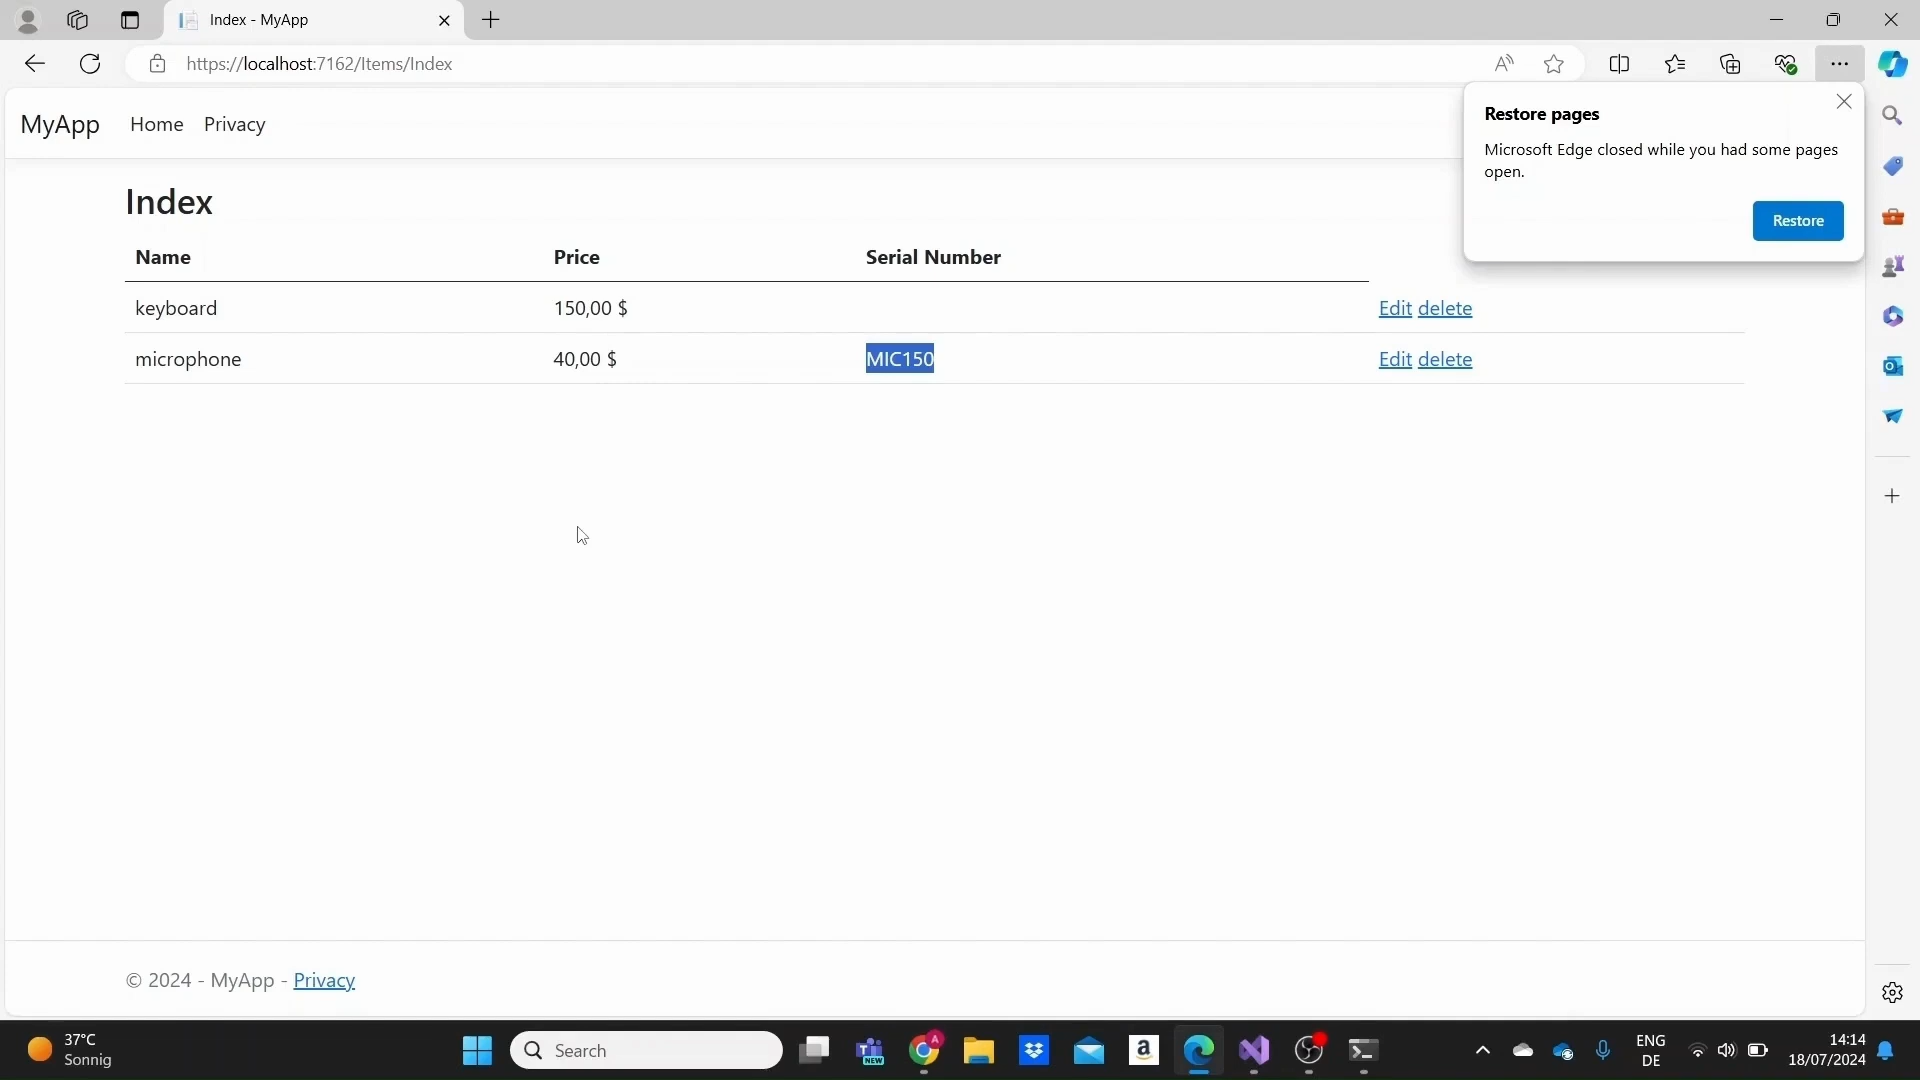 Index - MyApp
https://localhost:7162/Items/Index
MyApp Home Privacy
Restore pages
Microsoft Edge closed while you had some pages
open.
Restore
Index
Name Price Serial Number
keyboard 150,00 $ Edit delete
microphone 40,00 $ MIC150 Edit delete
© 2024 - MyApp - Privacy
37°C
Sonnig
Search
NEW
A
ENG
DE
14:14
18/07/2024